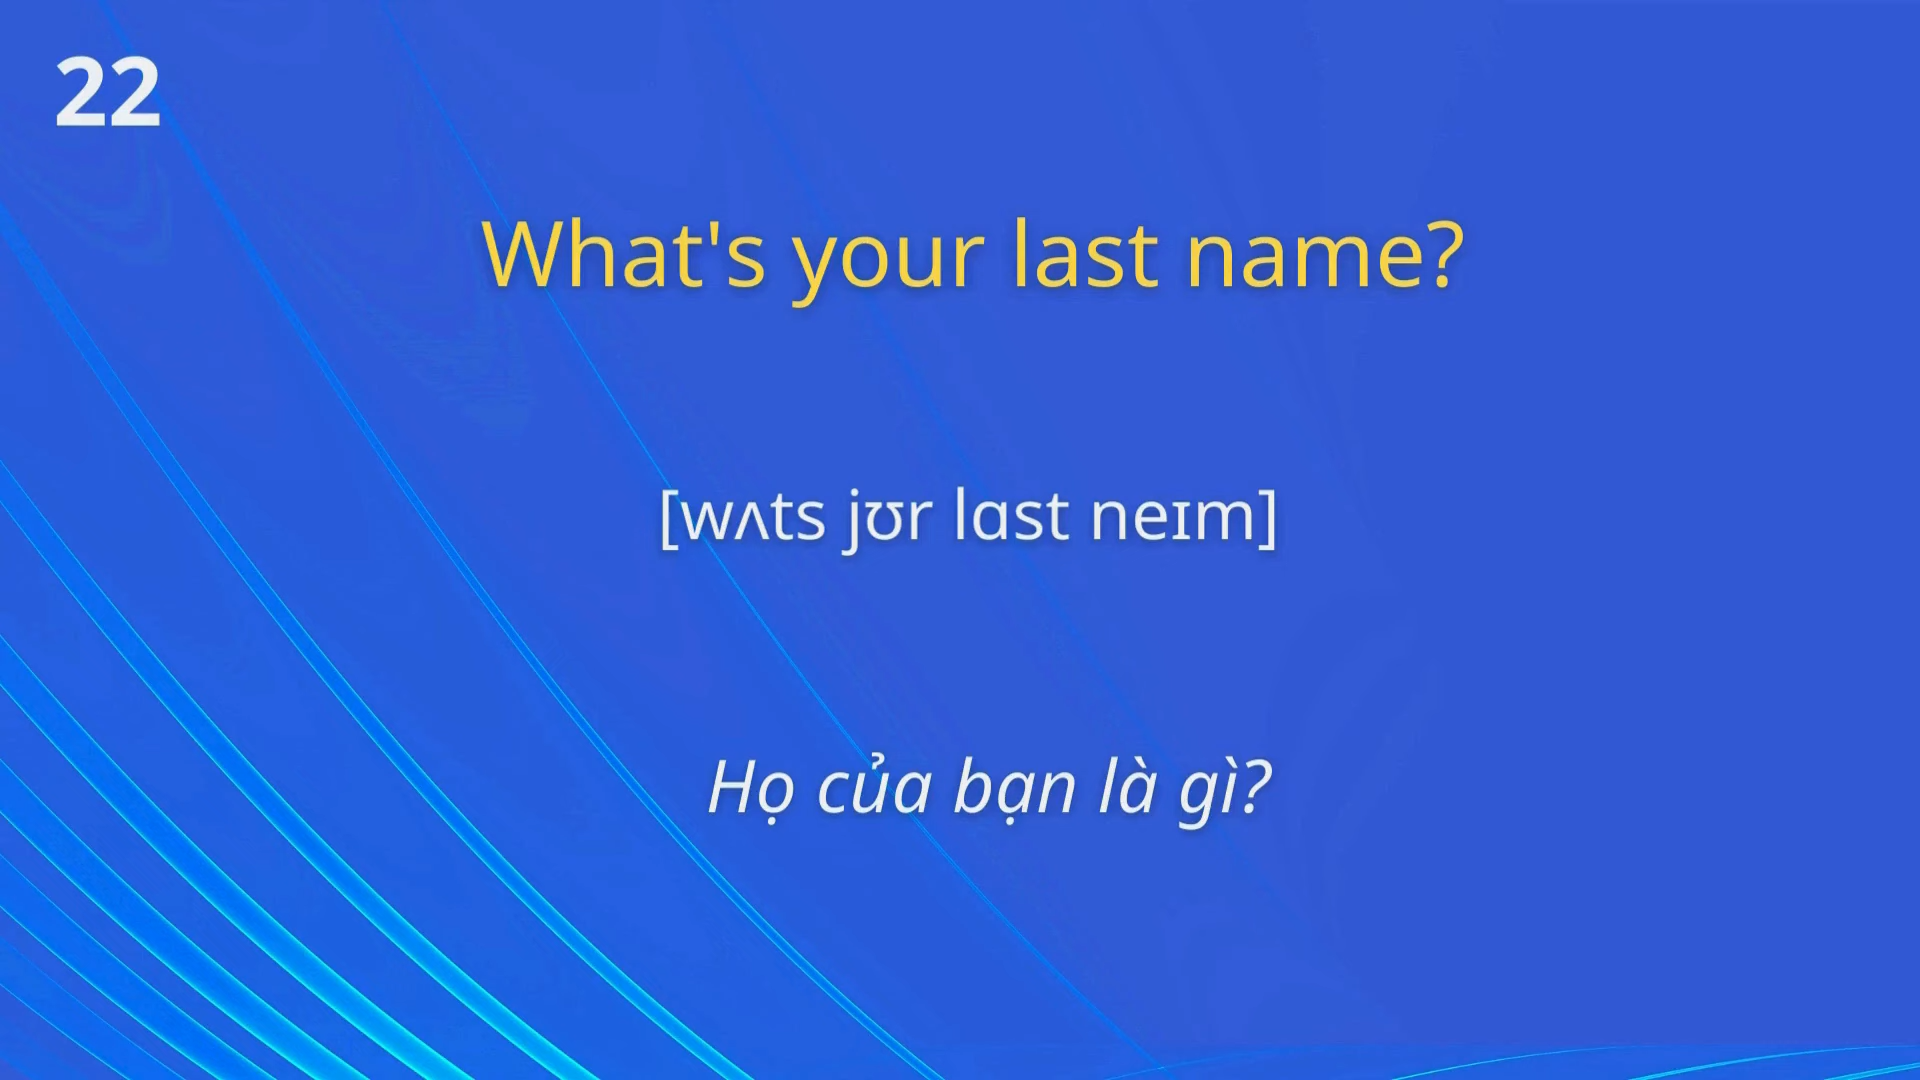 22
What's your last name?
[wʌts jʊr lɑst neɪm]
Họ của bạn là gì?